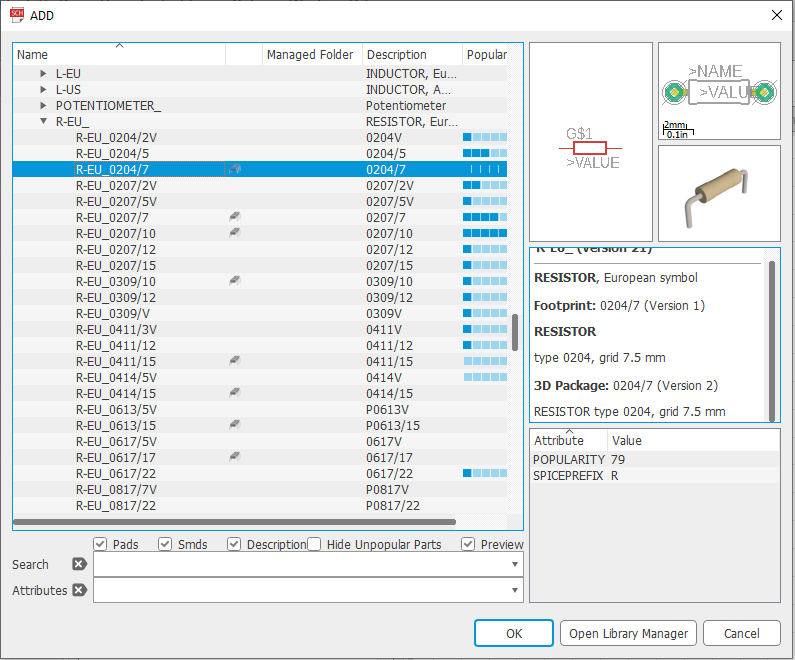 SCH ADD
Name Managed Folder Description Popular
L-EU INDUCTOR, Eu...
L-US INDUCTOR, A...
POTENTIOMETER_ Potentiometer
R-EU_ RESISTOR, Eur...
R-EU_0204/2V 0204V
R-EU_0204/5 0204/5
R-EU_0204/7 0204/7
R-EU_0207/2V 0207/2V
R-EU_0207/5V 0207/5V
R-EU_0207/7 0207/7
R-EU_0207/10 0207/10
R-EU_0207/12 0207/12
R-EU_0207/15 0207/15
R-EU_0309/10 0309/10
R-EU_0309/12 0309/12
R-EU_0309/V 0309V
R-EU_0411/3V 0411V
R-EU_0411/12 0411/12
R-EU_0411/15 0411/15
R-EU_0414/5V 0414V
R-EU_0414/15 0414/15
R-EU_0613/5V P0613V
R-EU_0613/15 P0613/15
R-EU_0617/5V 0617V
R-EU_0617/17 0617/17
R-EU_0617/22 0617/22
R-EU_0817/7V P0817V
R-EU_0817/22 P0817/22
G$1
>VALUE
>NAME
>VALU
2mm
0.1in
R-EU_ (Version 21)
RESISTOR, European symbol
Footprint: 0204/7 (Version 1)
RESISTOR
type 0204, grid 7.5 mm
3D Package: 0204/7 (Version 2)
RESISTOR type 0204, grid 7.5 mm
Attribute Value
POPULARITY 79
SPICEPREFIX R
Pads Smds Description Hide Unpopular Parts Preview
Search
Attributes
OK Open Library Manager Cancel